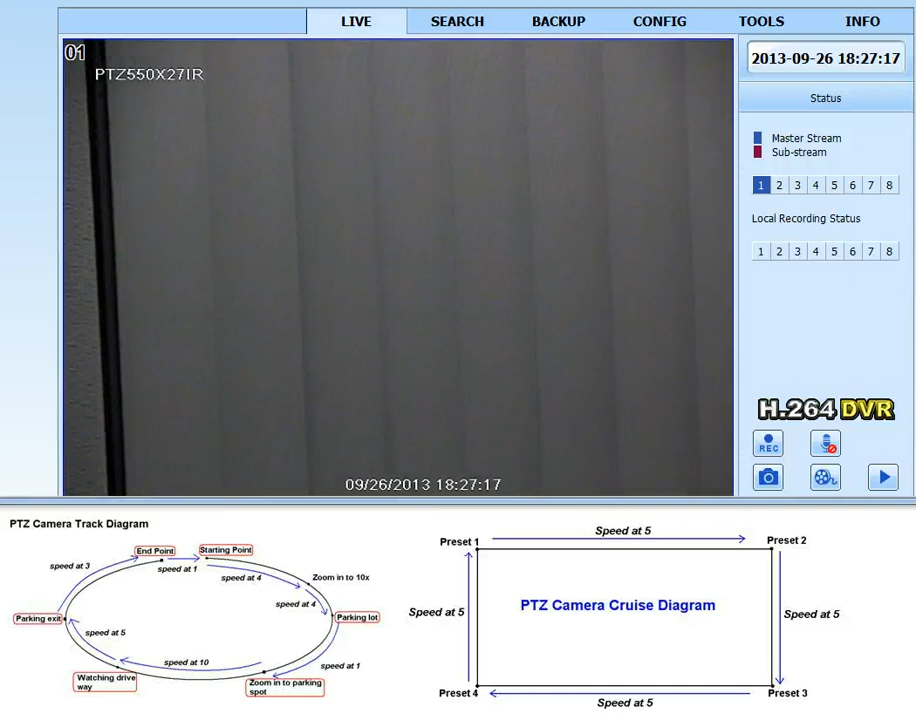 LIVE SEARCH BACKUP CONFIG TOOLS INFO
01
PTZ550X27IR
09/26/2013 18:27:17
2013-09-26 18:27:17
Status
Master Stream
Sub-stream
1 2 3 4 5 6 7 8
Local Recording Status
1 2 3 4 5 6 7 8
H.264 DVR
REC
PTZ Camera Track Diagram
End Point
Starting Point
speed at 3
speed at 1
speed at 4
Zoom in to 10x
speed at 4
Parking exit
Parking lot
speed at 5
speed at 10
speed at 1
Watching drive
way
Zoom in to parking
spot
Speed at 5
Preset 1
Preset 2
Speed at 5
PTZ Camera Cruise Diagram
Speed at 5
Preset 4
Preset 3
Speed at 5